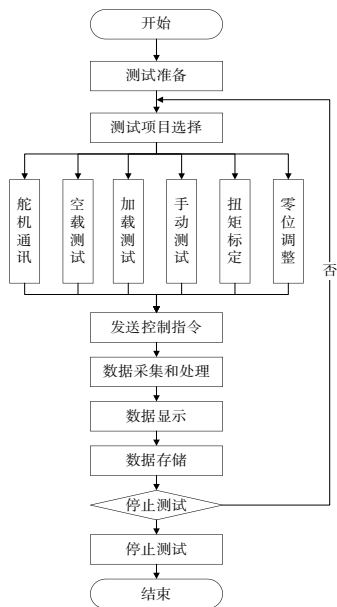 开始
测试准备
测试项目选择
舵机通讯
空载测试
加载测试
手动测试
扭矩标定
零位调整
否
发送控制指令
数据采集和处理
数据显示
数据存储
停止测试
停止测试
结束